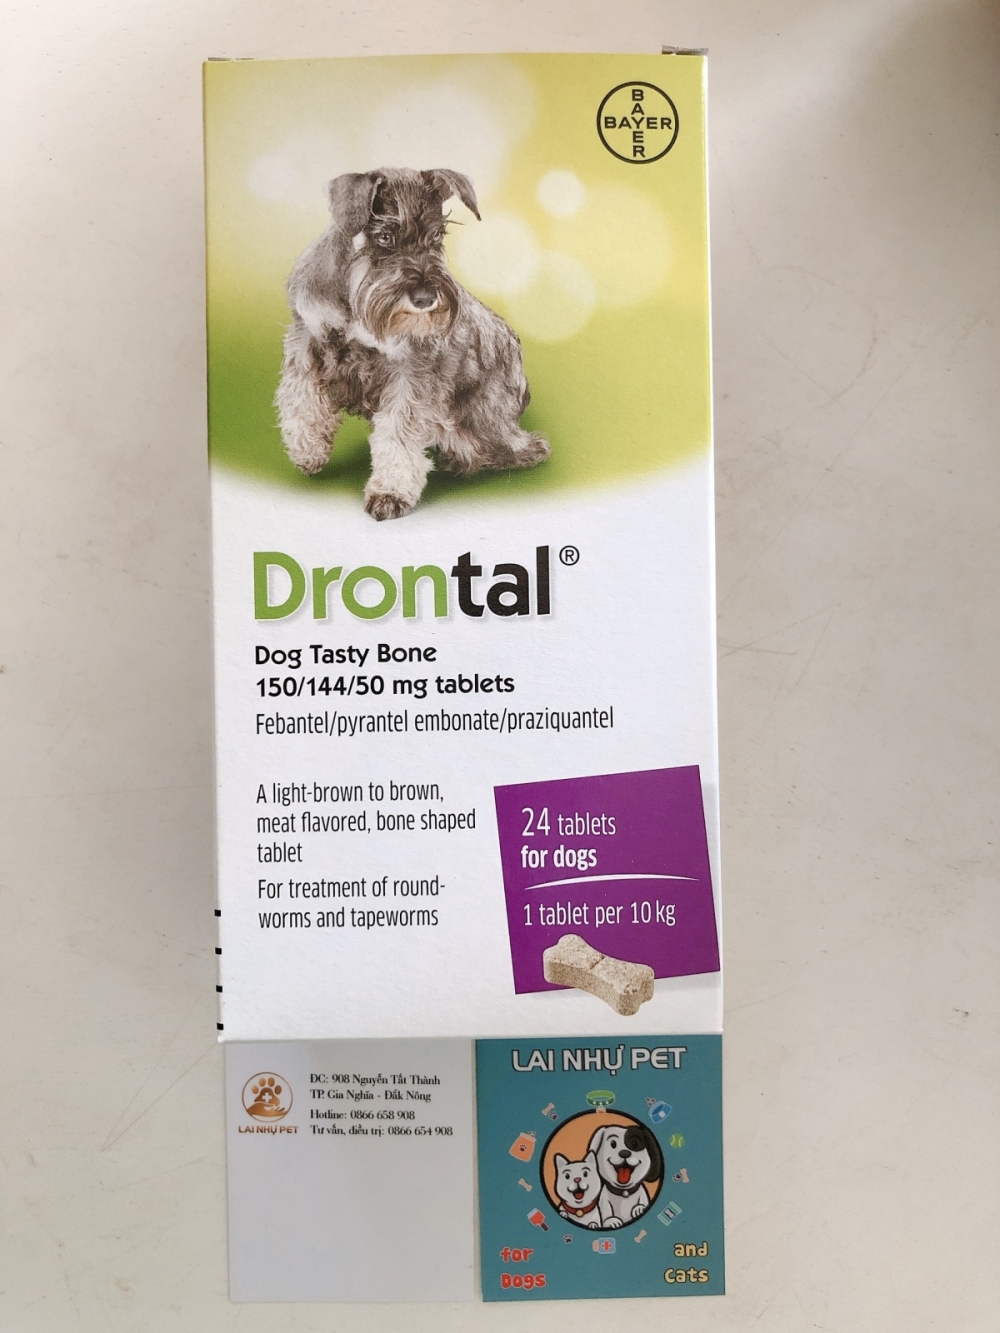 BAYER
BAYER
Drontal®
Dog Tasty Bone
150/144/50 mg tablets
Febantel/pyrantel embonate/praziquantel
A light-brown to brown,
meat flavored, bone shaped
tablet
For treatment of round-
worms and tapeworms
24 tablets
for dogs
1 tablet per 10 kg
LAI NHỰ PET
ĐC: 908 Nguyễn Tất Thành
TP. Gia Nghĩa - Đắk Nông
Hotline: 0866 658 908
Tư vấn, điều trị: 0866 654 908
LAI NHỰ PET
for
Dogs
and
Cats